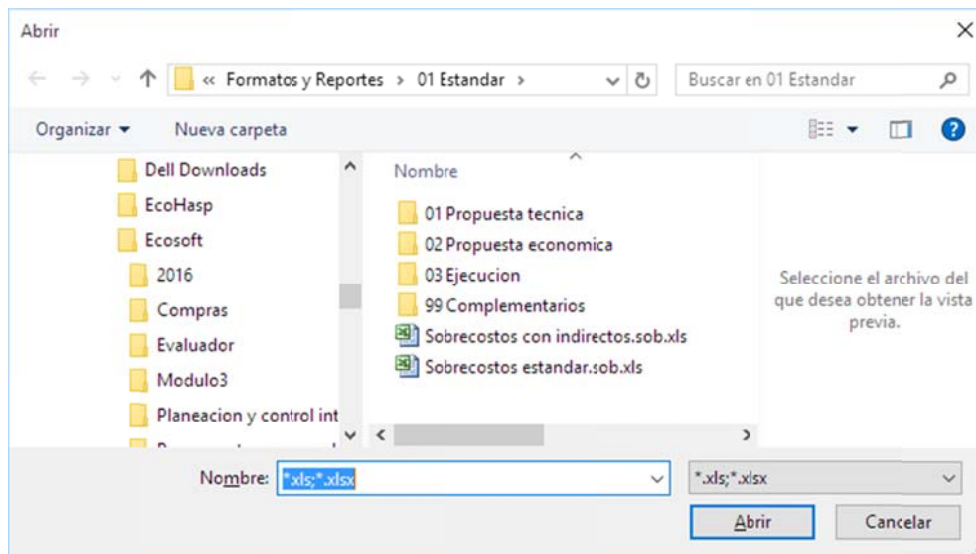 Abrir
« Formatos y Reportes > 01 Estandar >
Buscar en 01 Estandar
Organizar
Nueva carpeta
Dell Downloads
EcoHasp
Ecosoft
2016
Compras
Evaluador
Modulo3
Planeacion y control int
Nombre
01 Propuesta tecnica
02 Propuesta economica
03 Ejecucion
99 Complementarios
Sobrecostos con indirectos.sob.xls
Sobrecostos estandar.sob.xls
Seleccione el archivo del
que desea obtener la vista
previa.
Nombre:
*xls;*.xlsx
*.xls;*.xlsx
Abrir
Cancelar